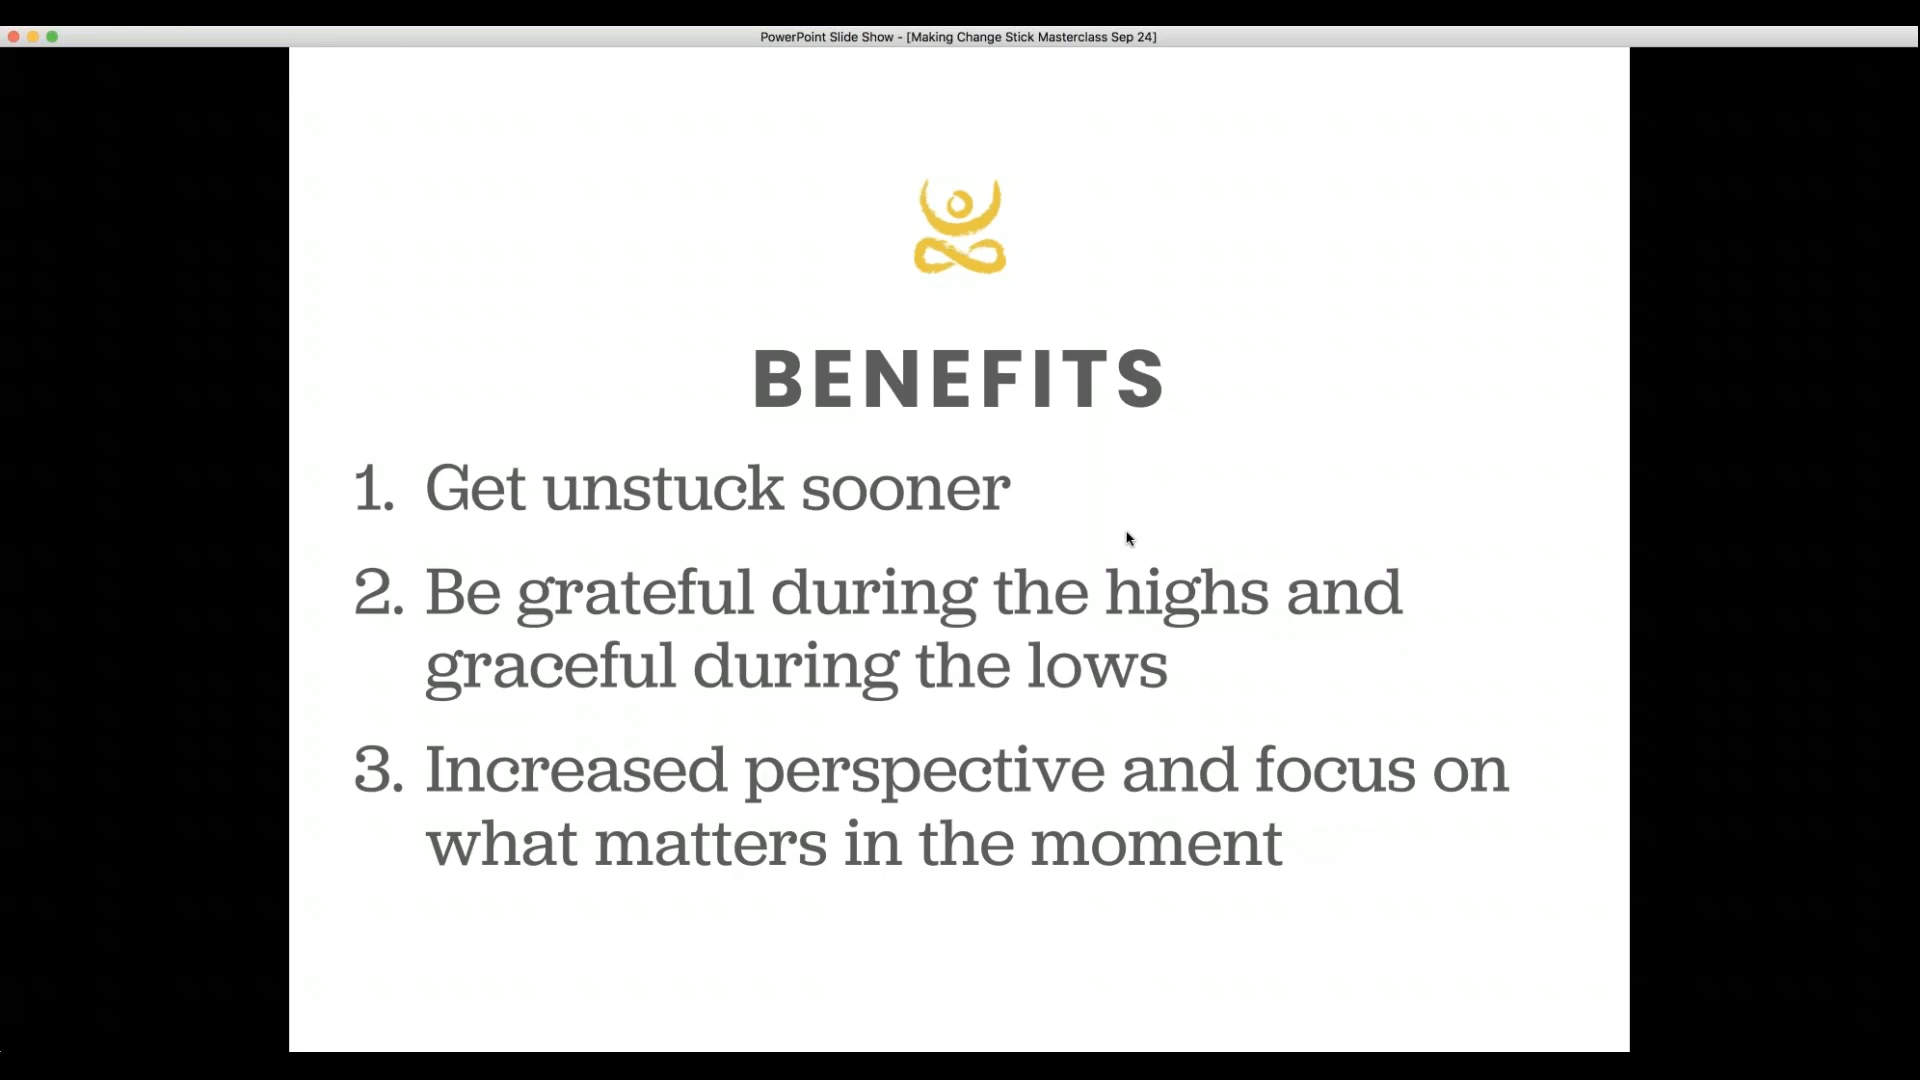 PowerPoint Slide Show - [Making Change Stick Masterclass Sep 24]
BENEFITS
1. Get unstuck sooner
2. Be grateful during the highs and
graceful during the lows
3. Increased perspective and focus on
what matters in the moment